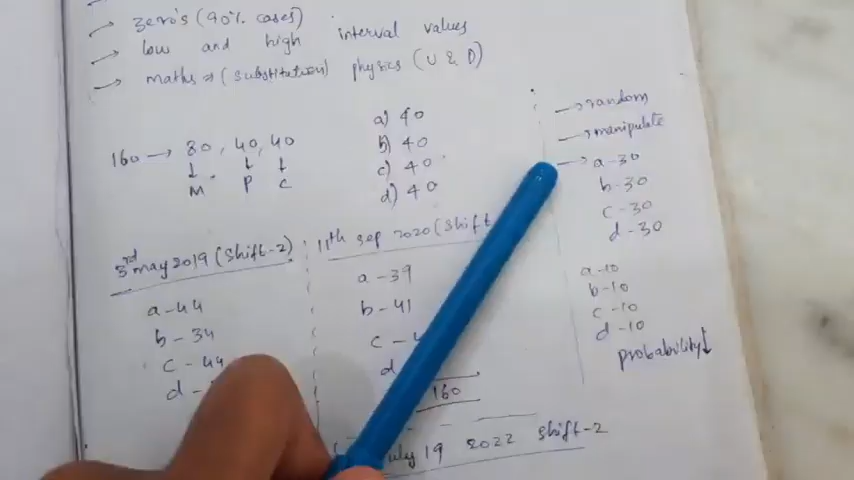 → zero's (90% cases)
→ low and high interval values
→ maths → (substitution) physics (U & D)
160 → 80, 40, 40
↓ ↓ ↓
M P C
a) 40
b) 40
c) 40
d) 40
3rd may 2019 (Shift-2)
a-44
b-34
c-44
d-
11th sep 2020 (Shift
a-39
b-41
c-4
d
160
→ random
→ manipulate
→ a-30
b-30
c-30
d-30
a-10
b-10
c-10
d-10
probability↓
July 19 2022 shift-2